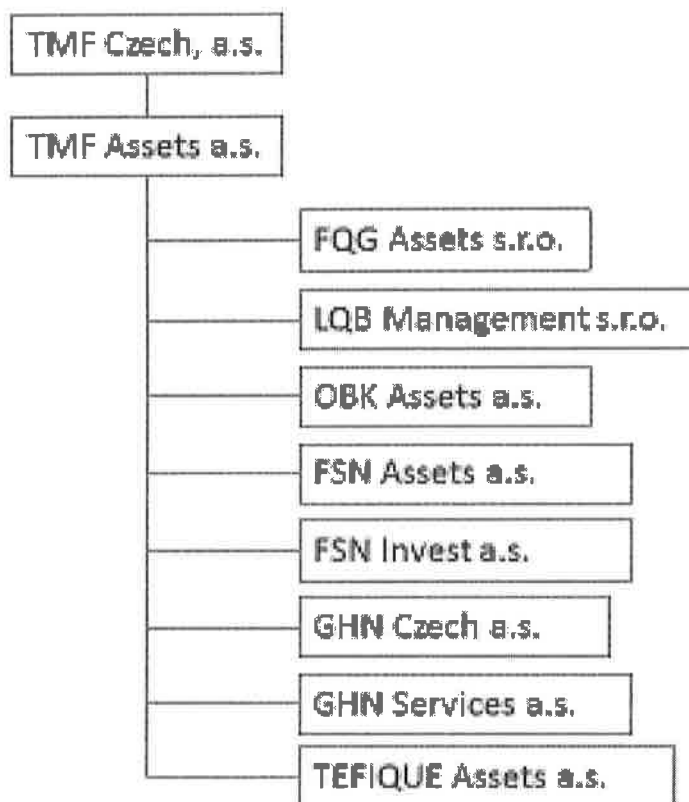 TMF Czech, a.s.
TMF Assets a.s.
FQG Assets s.r.o.
LQB Management s.r.o.
OBK Assets a.s.
FSN Assets a.s.
FSN Invest a.s.
GHN Czech a.s.
GHN Services a.s.
TEFIQUE Assets a.s.